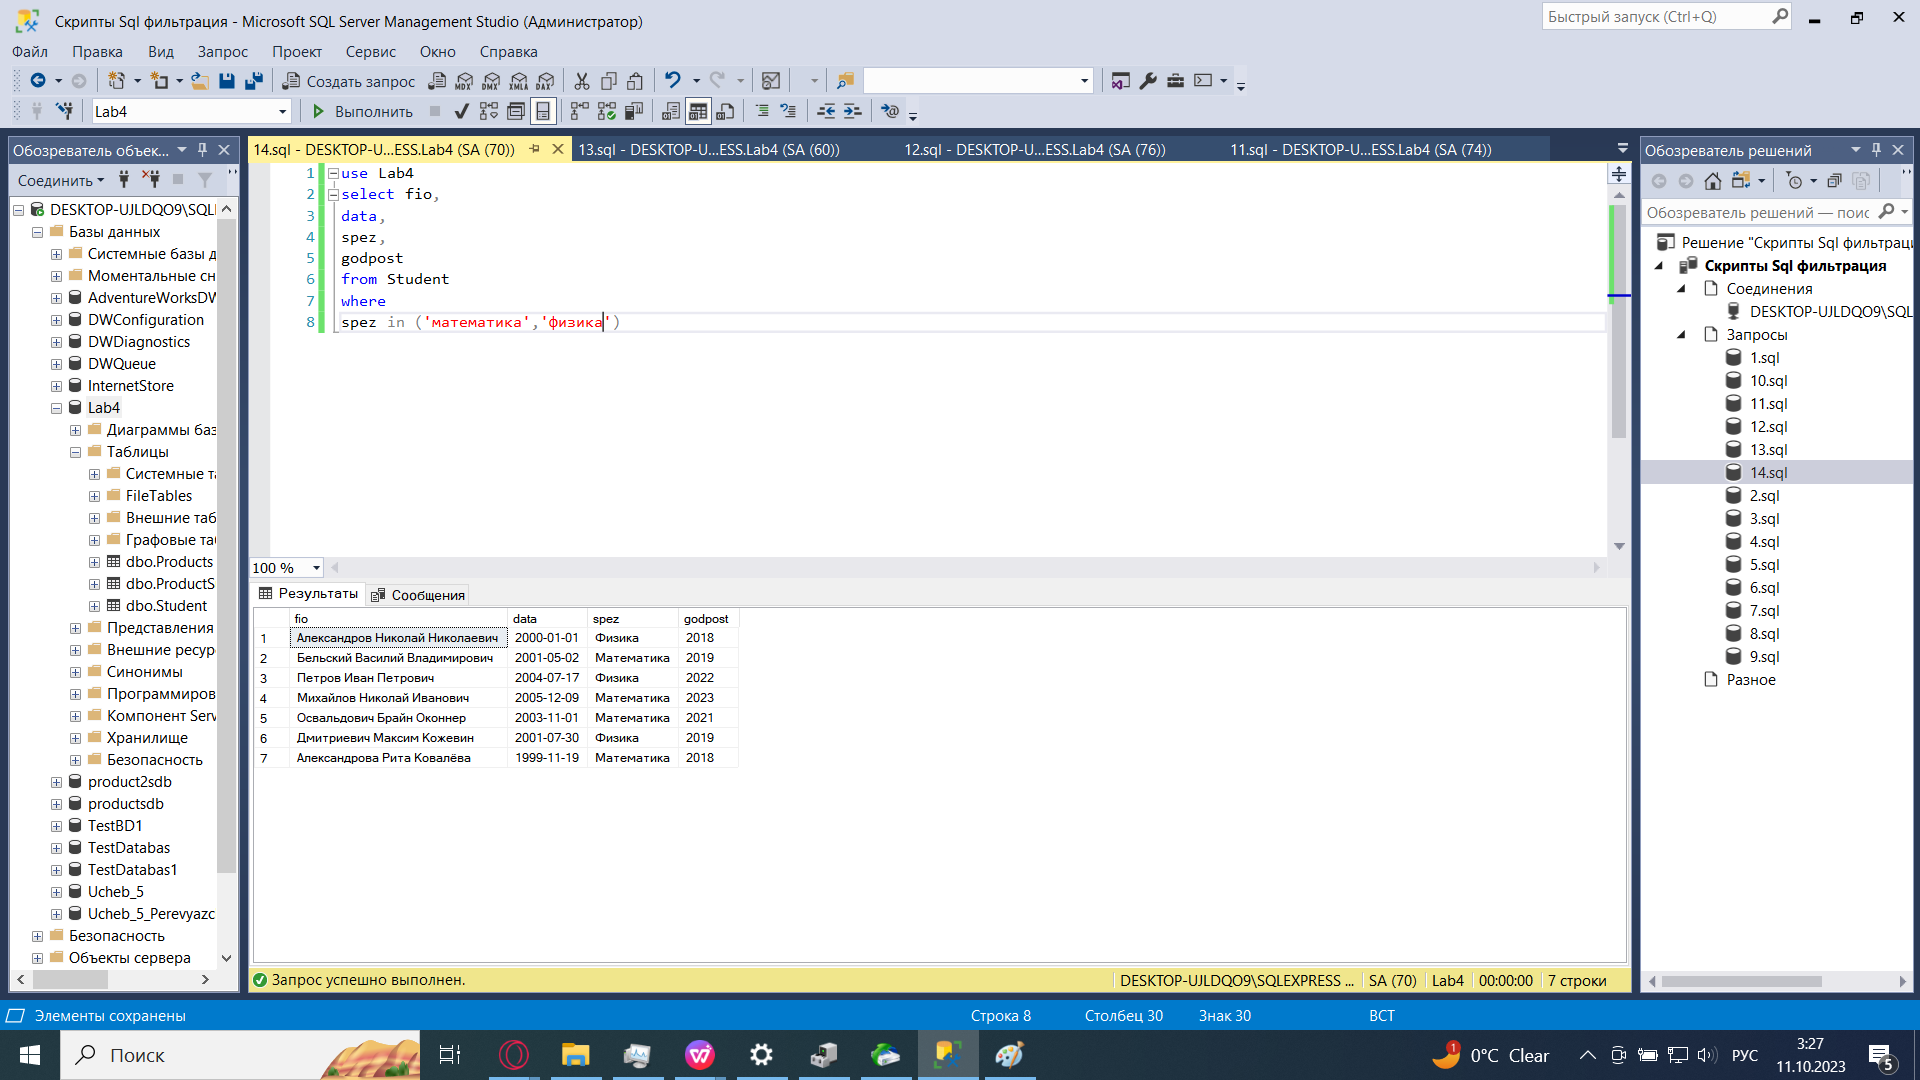 Скрипты Sql фильтрация - Microsoft SQL Server Management Studio (Администратор)
Быстрый запуск (Ctrl+Q)
Файл Правка Вид Запрос Проект Сервис Окно Справка
Создать запрос MDX DMX XMLA DAX
Lab4 Выполнить
Обозреватель объек...
Соединить
DESKTOP-UJLDQO9\SQLI
Базы данных
Системные базы д
Моментальные сн
AdventureWorksDW
DWConfiguration
DWDiagnostics
DWQueue
InternetStore
Lab4
Диаграммы баз
Таблицы
Системные та
FileTables
Внешние таб
Графовые та
dbo.Products
dbo.ProductS
dbo.Student
Представления
Внешние ресур
Синонимы
Программиров
Компонент Serv
Хранилище
Безопасность
product2sdb
productsdb
TestBD1
TestDatabas
TestDatabas1
Ucheb_5
Ucheb_5_Perevyazc
Безопасность
Объекты сервера
14.sql - DESKTOP-U...ESS.Lab4 (SA (70)) 13.sql - DESKTOP-U...ESS.Lab4 (SA (60)) 12.sql - DESKTOP-U...ESS.Lab4 (SA (76)) 11.sql - DESKTOP-U...ESS.Lab4 (SA (74))
1 use Lab4
2 select fio,
3 data,
4 spez,
5 godpost
6 from Student
7 where
8 spez in ('математика','физика')
100 %
Результаты Сообщения
fio data spez godpost
1 Александров Николай Николаевич 2000-01-01 Физика 2018
2 Бельский Василий Владимирович 2001-05-02 Математика 2019
3 Петров Иван Петрович 2004-07-17 Физика 2022
4 Михайлов Николай Иванович 2005-12-09 Математика 2023
5 Освальдович Брайн Оконнер 2003-11-01 Математика 2021
6 Дмитриевич Максим Кожевин 2001-07-30 Физика 2019
7 Александрова Рита Ковалёва 1999-11-19 Математика 2018
Запрос успешно выполнен. DESKTOP-UJLDQO9\SQLEXPRESS ... SA (70) Lab4 00:00:00 7 строки
Обозреватель решений
Обозреватель решений — поис
Решение "Скрипты Sql фильтраци
Скрипты Sql фильтрация
Соединения
DESKTOP-UJLDQO9\SQL
Запросы
1.sql
10.sql
11.sql
12.sql
13.sql
14.sql
2.sql
3.sql
4.sql
5.sql
6.sql
7.sql
8.sql
9.sql
Разное
Элементы сохранены Строка 8 Столбец 30 Знак 30 ВСТ
Поиск
1 0°C Clear РУС 3:27
11.10.2023 5